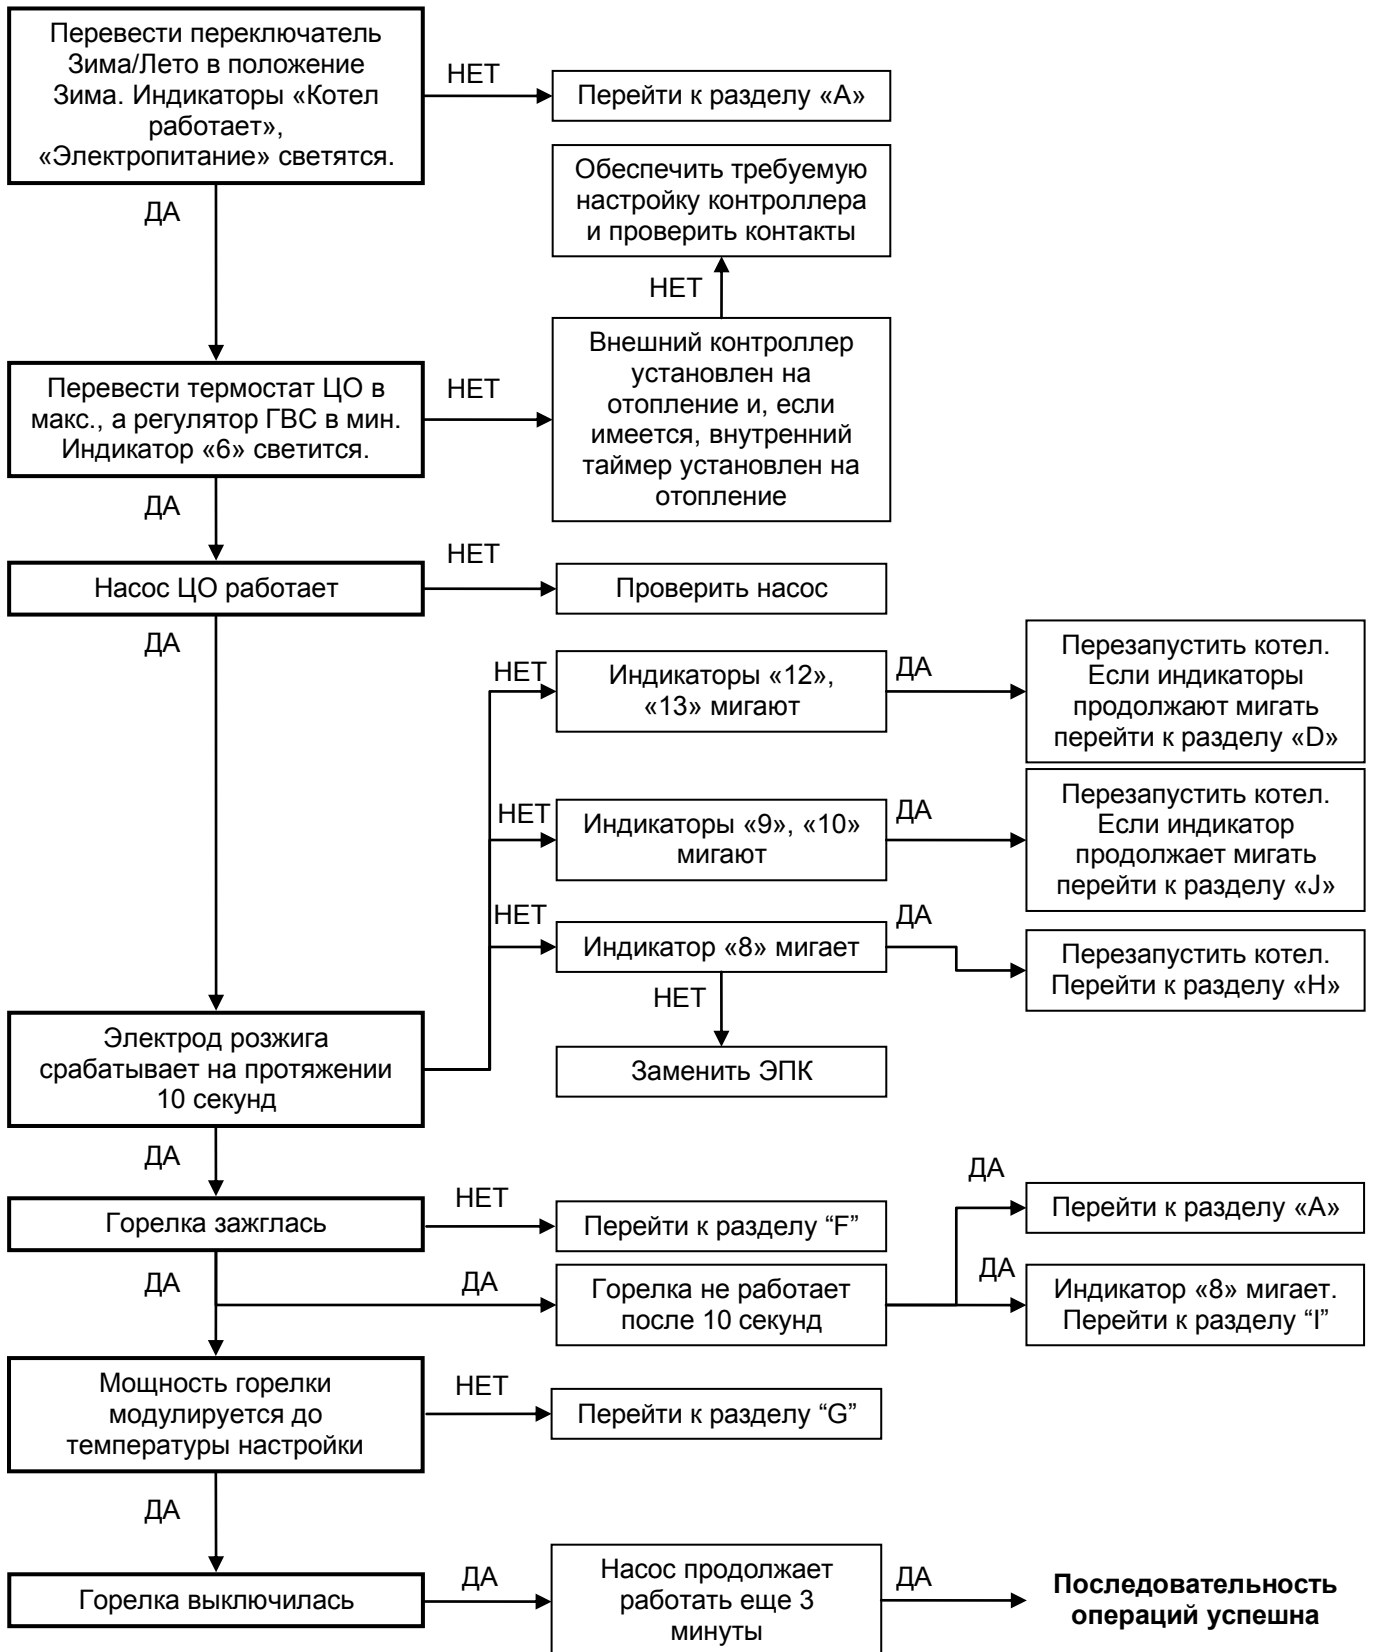 Перевести переключатель
Зима/Лето в положение
Зима. Индикаторы «Котел
работает»,
«Электропитание» светятся.
НЕТ
Перейти к разделу «А»
ДА
Обеспечить требуемую
настройку контроллера
и проверить контакты
НЕТ
Перевести термостат ЦО в
макс., а регулятор ГВС в мин.
Индикатор «6» светится.
НЕТ
Внешний контроллер
установлен на
отопление и, если
имеется, внутренний
таймер установлен на
отопление
ДА
Насос ЦО работает
НЕТ
Проверить насос
ДА
НЕТ
Индикаторы «12»,
«13» мигают
ДА
Перезапустить котел.
Если индикаторы
продолжают мигать
перейти к разделу «D»
НЕТ
Индикаторы «9», «10»
мигают
ДА
Перезапустить котел.
Если индикатор
продолжает мигать
перейти к разделу «J»
НЕТ
Индикатор «8» мигает
ДА
Перезапустить котел.
Перейти к разделу «H»
НЕТ
Заменить ЭПК
Электрод розжига
срабатывает на протяжении
10 секунд
ДА
Горелка зажглась
НЕТ
Перейти к разделу “F”
ДА
Перейти к разделу «А»
ДА
ДА
Горелка не работает
после 10 секунд
ДА
Индикатор «8» мигает.
Перейти к разделу “I”
Мощность горелки
модулируется до
температуры настройки
НЕТ
Перейти к разделу “G”
ДА
Горелка выключилась
ДА
Насос продолжает
работать еще 3
минуты
ДА
Последовательность
операций успешна